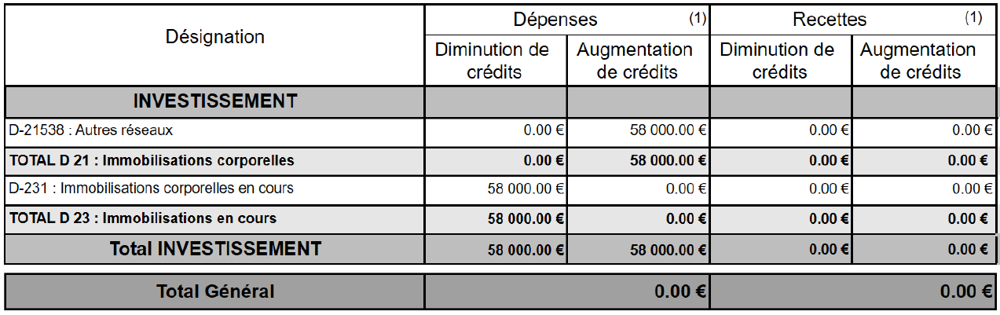 Désignation Dépenses (1) Recettes (1)
Diminution de crédits Augmentation de crédits Diminution de crédits Augmentation de crédits
INVESTISSEMENT
D-21538 : Autres réseaux 0.00 € 58 000.00 € 0.00 € 0.00 €
TOTAL D 21 : Immobilisations corporelles 0.00 € 58 000.00 € 0.00 € 0.00 €
D-231 : Immobilisations corporelles en cours 58 000.00 € 0.00 € 0.00 € 0.00 €
TOTAL D 23 : Immobilisations en cours 58 000.00 € 0.00 € 0.00 € 0.00 €
Total INVESTISSEMENT 58 000.00 € 58 000.00 € 0.00 € 0.00 €
Total Général 0.00 € 0.00 €